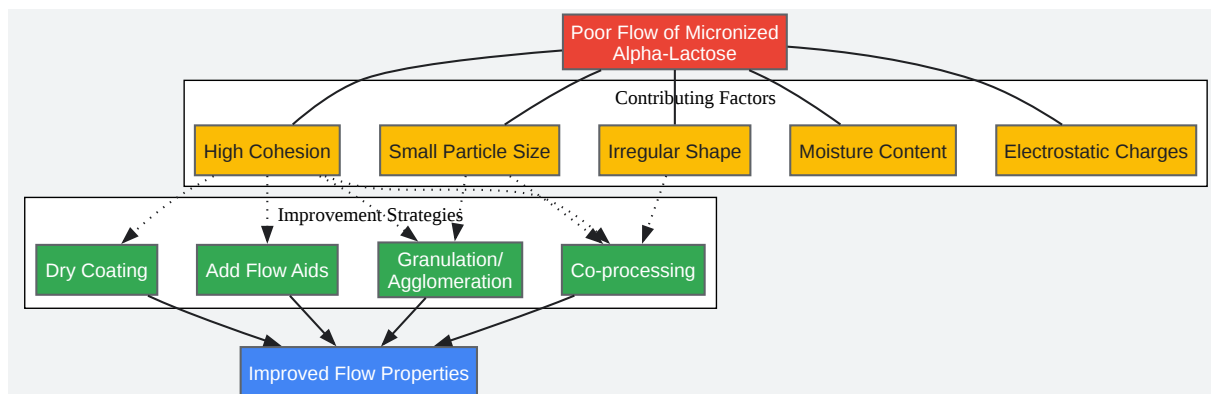 Poor Flow of Micronized
Alpha-Lactose
Contributing Factors
High Cohesion
Small Particle Size
Irregular Shape
Moisture Content
Electrostatic Charges
Improvement Strategies
Dry Coating
Add Flow Aids
Granulation/
Agglomeration
Co-processing
Improved Flow Properties